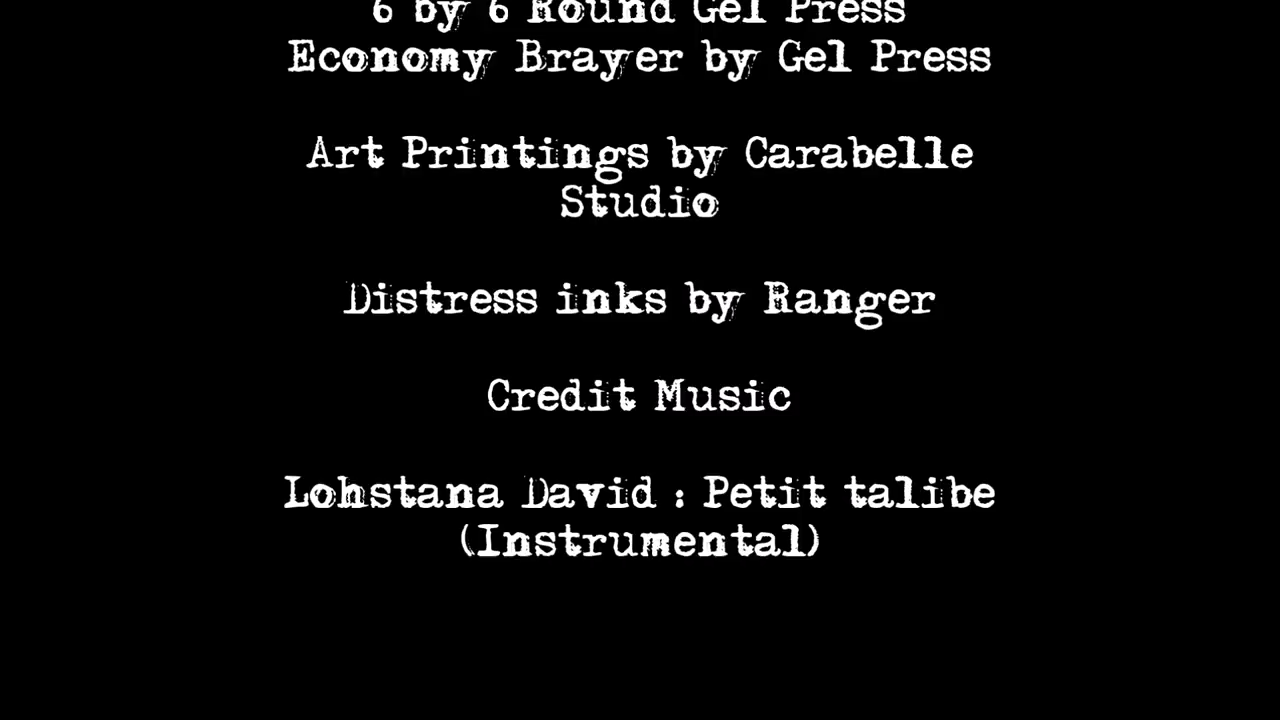 6 by 6 Round Gel Press
Economy Brayer by Gel Press
Art Printings by Carabelle
Studio
Distress inks by Ranger
Credit Music
Lohstana David : Petit talibe
(Instrumental)